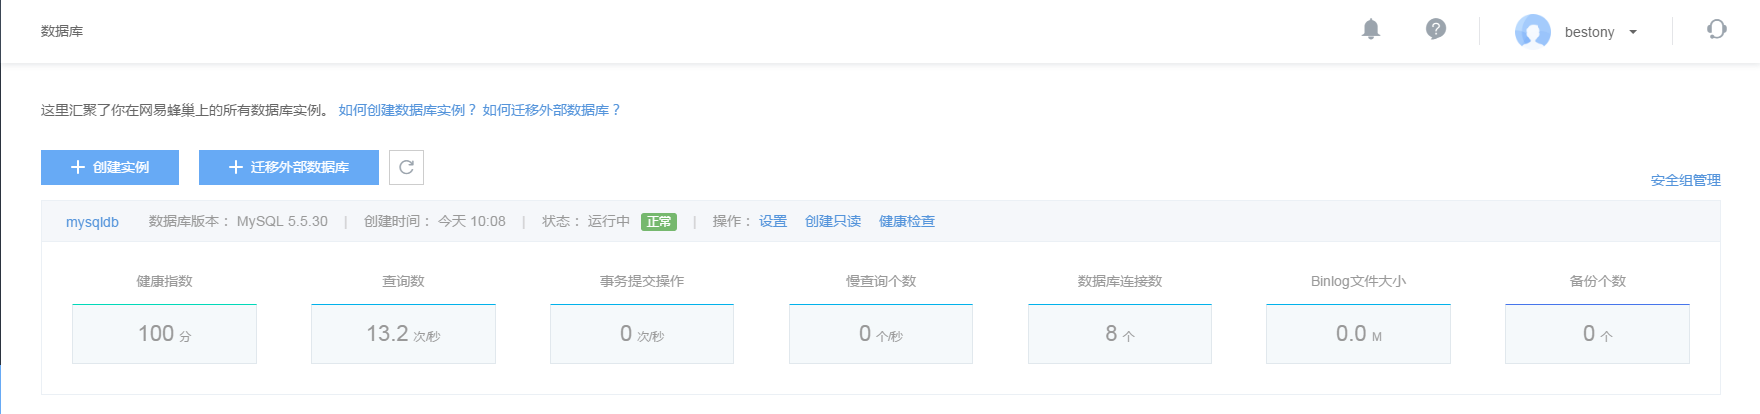 数据库
bestony
这里汇聚了你在网易蜂巢上的所有数据库实例。 如何创建数据库实例？ 如何迁移外部数据库？
创建实例 迁移外部数据库
安全组管理
mysqldb 数据库版本： MySQL 5.5.30 | 创建时间： 今天 10:08 | 状态： 运行中 正常 | 操作： 设置 创建只读 健康检查
健康指数 查询数 事务提交操作 慢查询个数 数据库连接数 Binlog文件大小 备份个数
100 分 13.2 次/秒 0 次/秒 0 个/秒 8 个 0.0 M 0 个